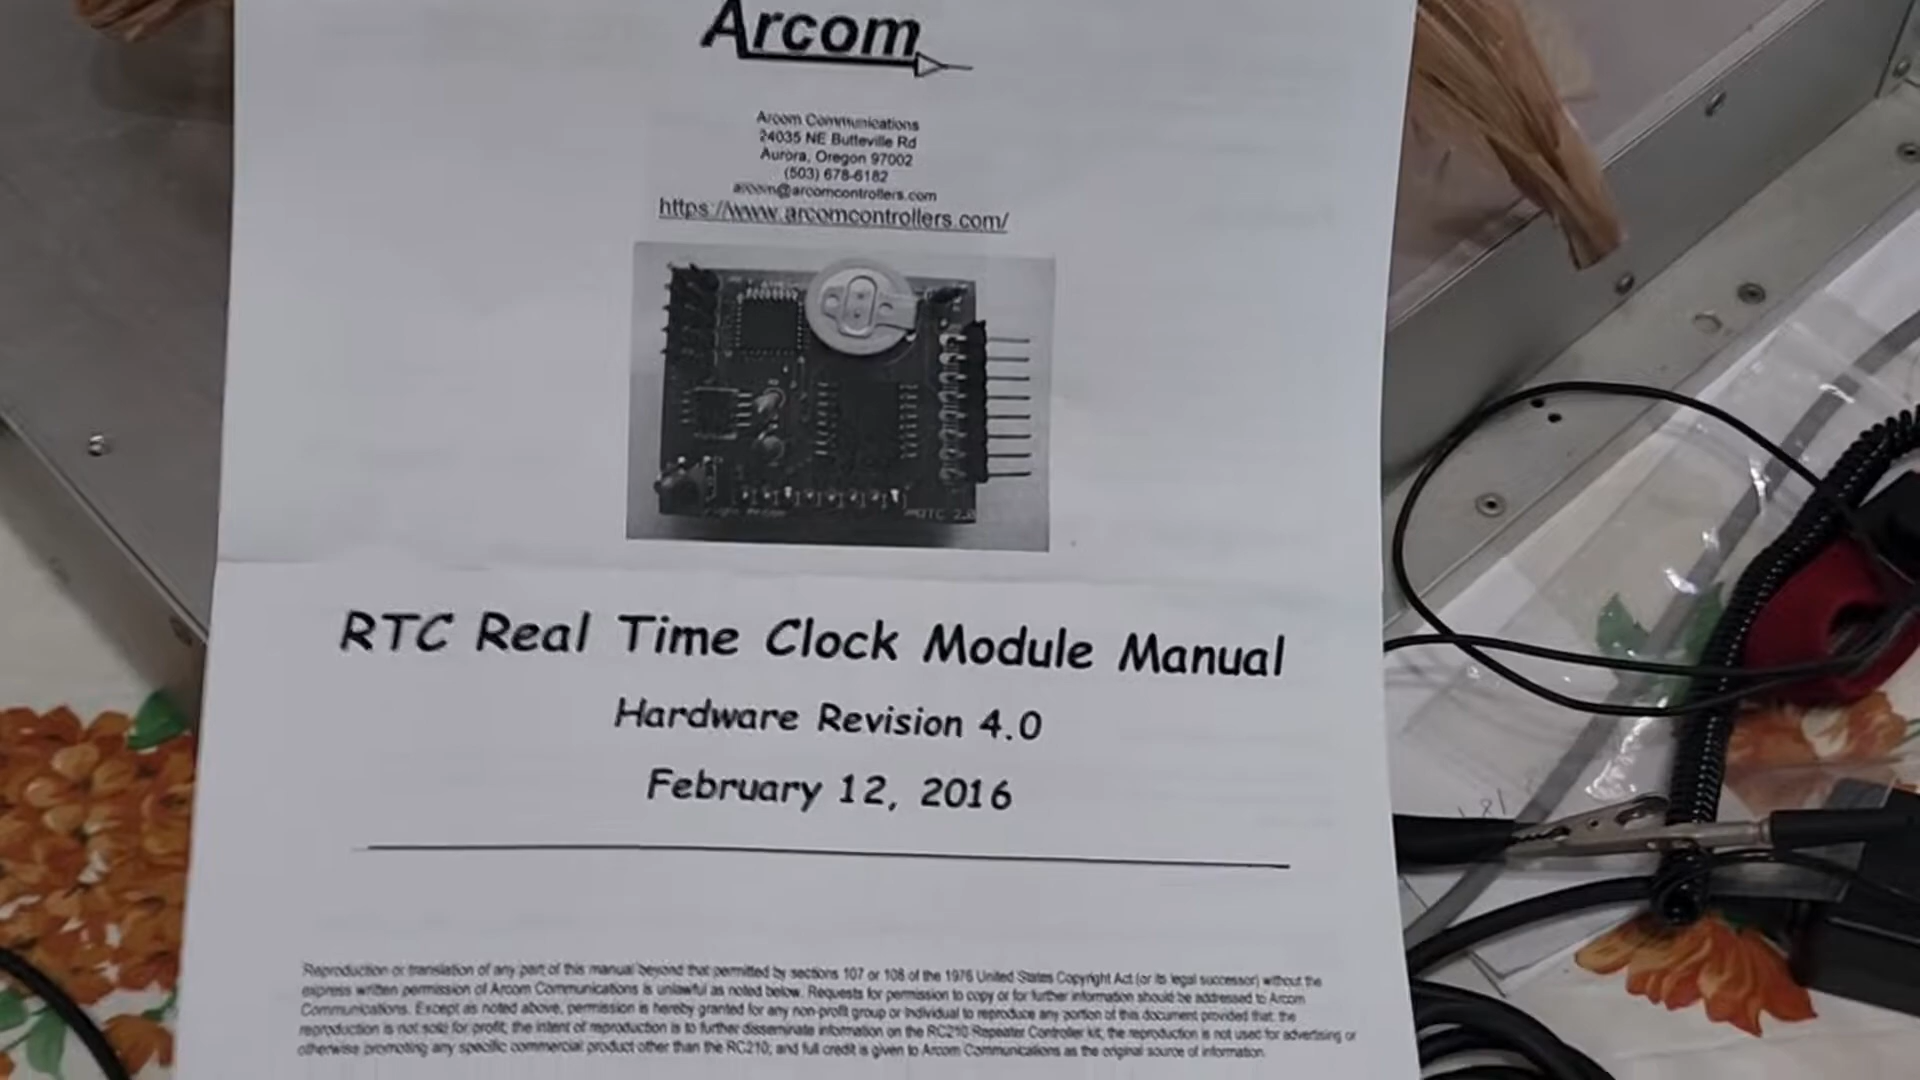 Arcom
Arcom Communications
24035 NE Butteville Rd
Aurora, Oregon 97002
(503) 678-6182
arcom@arcomcontrollers.com
https://www.arcomcontrollers.com/
RTC Real Time Clock Module Manual
Hardware Revision 4.0
February 12, 2016
Reproduction or translation of any part of this manual beyond that permitted by sections 107 or 108 of the 1976 United States Copyright Act (or its legal successor) without the
express written permission of Arcom Communications is unlawful as noted below. Requests for permission to copy or for further information should be addressed to Arcom
Communications. Except as noted above, permission is hereby granted for any non-profit group or individual to reproduce any portion of this document provided that: the
reproduction is not sold for profit; the intent of reproduction is to further disseminate information on the RC210 Repeater Controller kit; the reproduction is not used for advertising or
otherwise promoting any specific commercial product other than the RC210; and full credit is given to Arcom Communications as the original source of information.